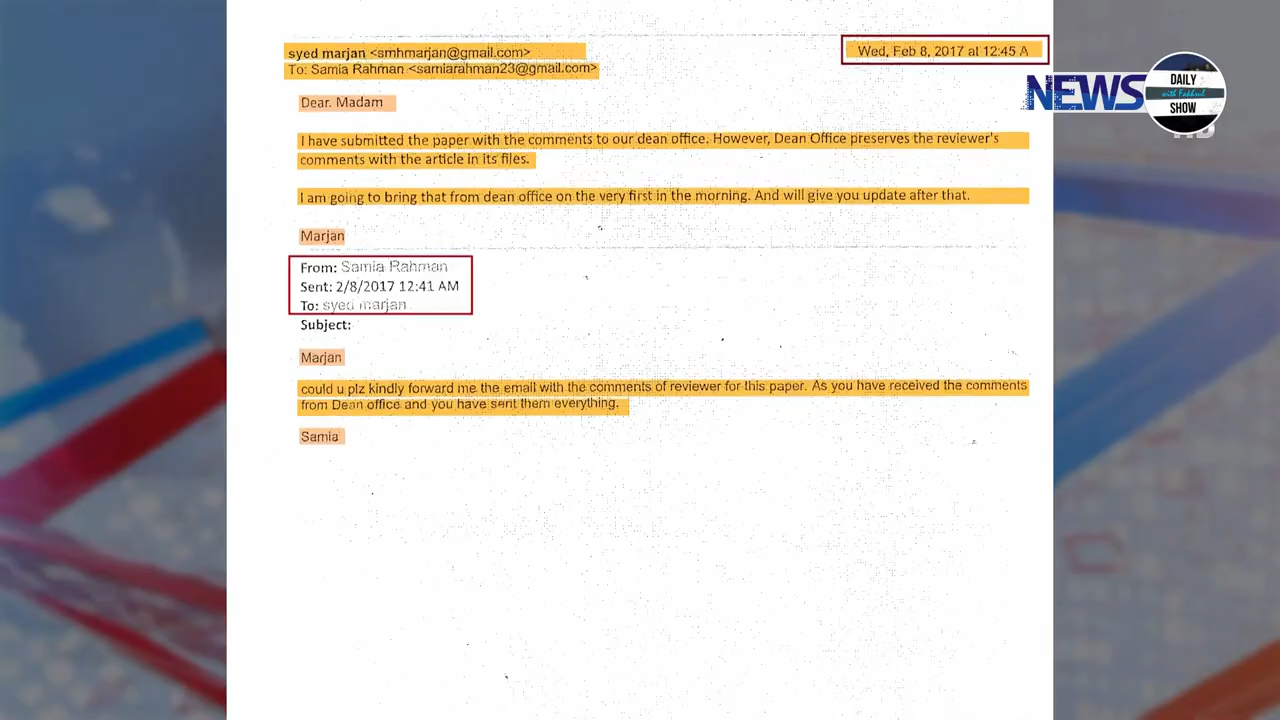 syed marjan <smhmarjan@gmail.com>
Wed, Feb 8, 2017 at 12:45 A
To: Samia Rahman <samiarahman23@gmail.com>
NEWS
DAILY
with Fakhrul
SHOW
Dear. Madam
I have submitted the paper with the comments to our dean office. However, Dean Office preserves the reviewer's
comments with the article in its files.
I am going to bring that from dean office on the very first in the morning. And will give you update after that.
Marjan
From: Samia Rahman
Sent: 2/8/2017 12:41 AM
To: syed marjan
Subject:
Marjan
could u plz kindly forward me the email with the comments of reviewer for this paper. As you have received the comments
from Dean office and you have sent them everything.
Samia